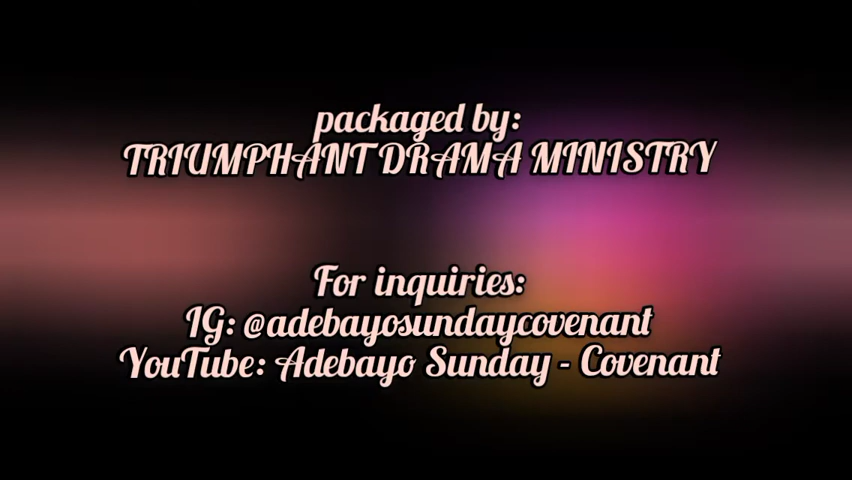 packaged by:
TRIUMPHANT DRAMA MINISTRY
For inquiries:
IG: @adebayosundaycovenant
YouTube: Adebayo Sunday - Covenant